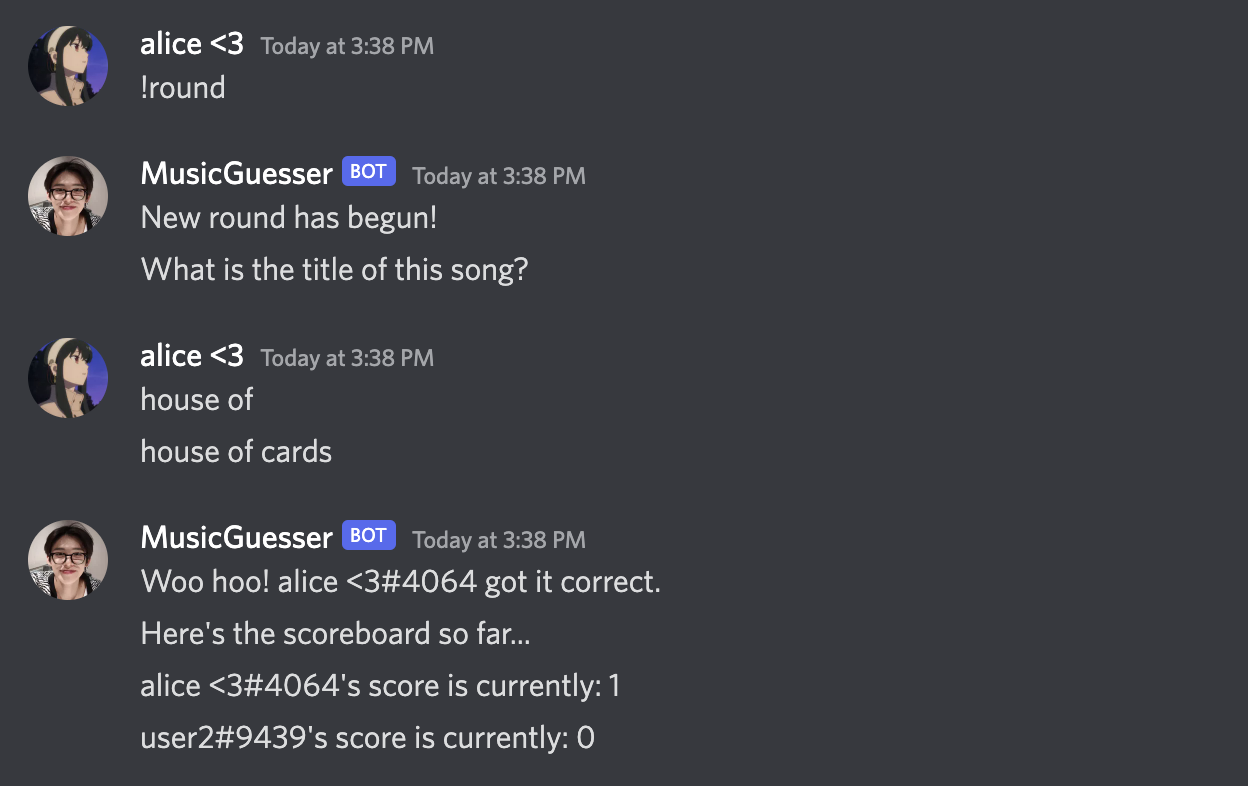 alice <3 Today at 3:38 PM
!round
MusicGuesser BOT Today at 3:38 PM
New round has begun!
What is the title of this song?
alice <3 Today at 3:38 PM
house of
house of cards
MusicGuesser BOT Today at 3:38 PM
Woo hoo! alice <3#4064 got it correct.
Here's the scoreboard so far...
alice <3#4064's score is currently: 1
user2#9439's score is currently: 0